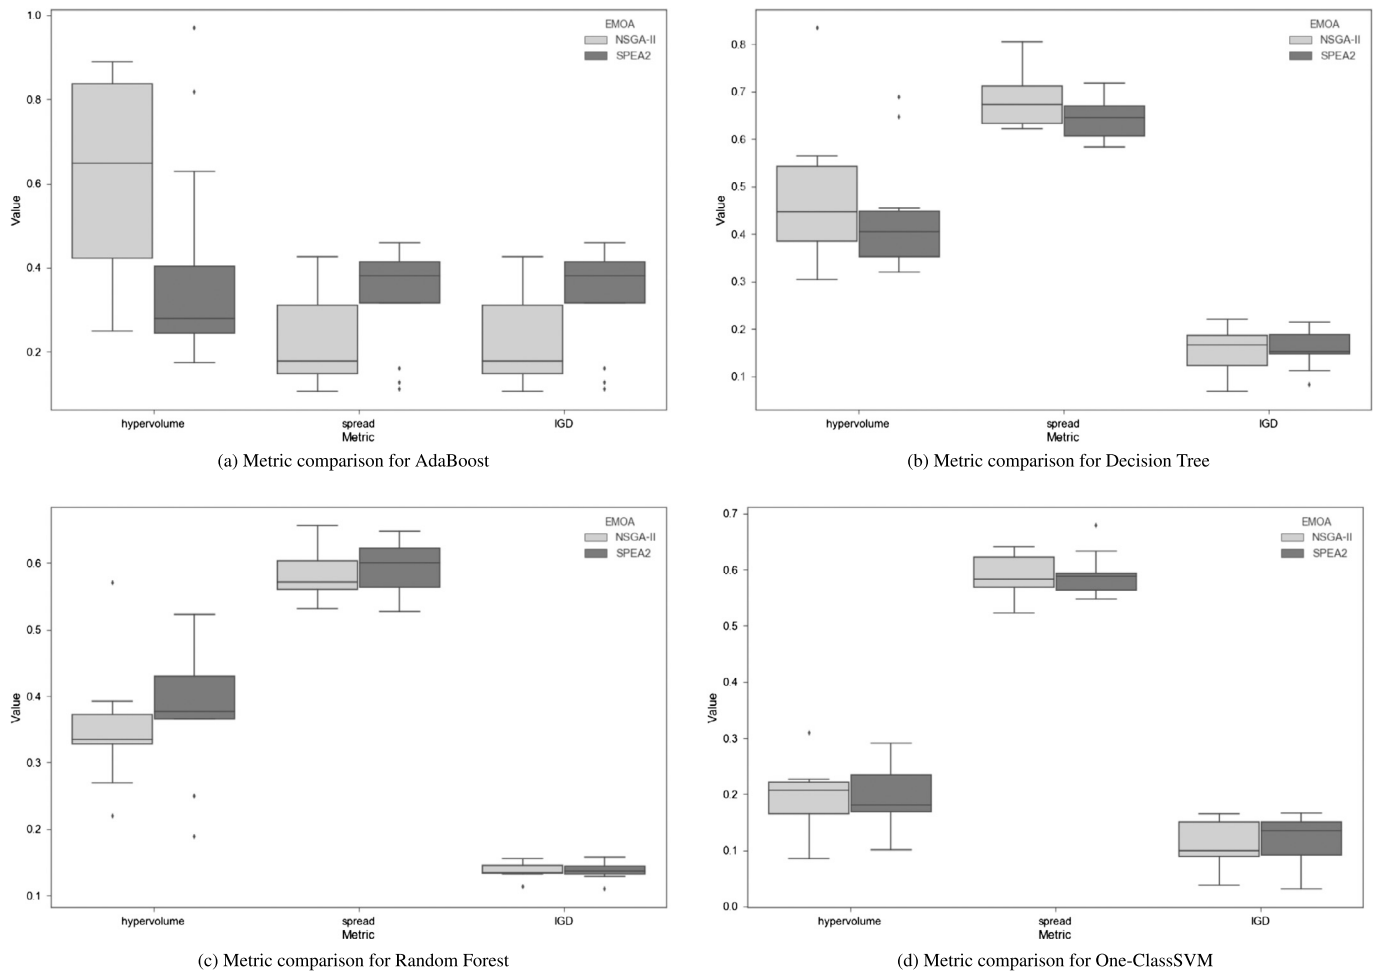 EMOA
NSGA-II
SPEA2
1.0
0.8
0.6
0.4
0.2
Value
hypervolume
spread
IGD
Metric
(a) Metric comparison for AdaBoost
EMOA
NSGA-II
SPEA2
0.8
0.7
0.6
0.5
0.4
0.3
0.2
0.1
Value
hypervolume
spread
IGD
Metric
(b) Metric comparison for Decision Tree
EMOA
NSGA-II
SPEA2
0.6
0.5
0.4
0.3
0.2
0.1
Value
hypervolume
spread
IGD
Metric
(c) Metric comparison for Random Forest
EMOA
NSGA-II
SPEA2
0.7
0.6
0.5
0.4
0.3
0.2
0.1
0.0
Value
hypervolume
spread
IGD
Metric
(d) Metric comparison for One-ClassSVM